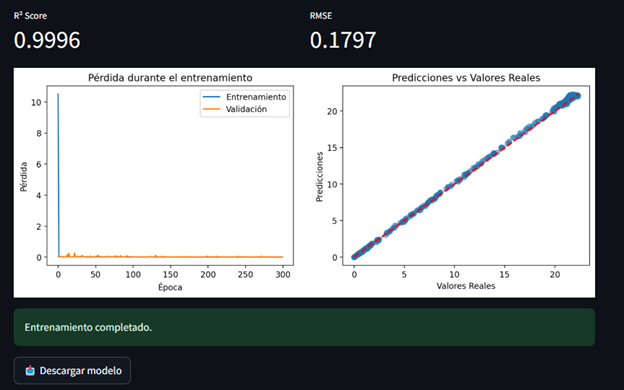 R² Score
RMSE
0.9996
0.1797
Pérdida durante el entrenamiento
Predicciones vs Valores Reales
Entrenamiento
Validación
Pérdida
10
8
6
4
2
0
0
50
100
150
200
250
300
Época
Predicciones
20
15
10
5
0
0
5
10
15
20
Valores Reales
Entrenamiento completado.
Descargar modelo